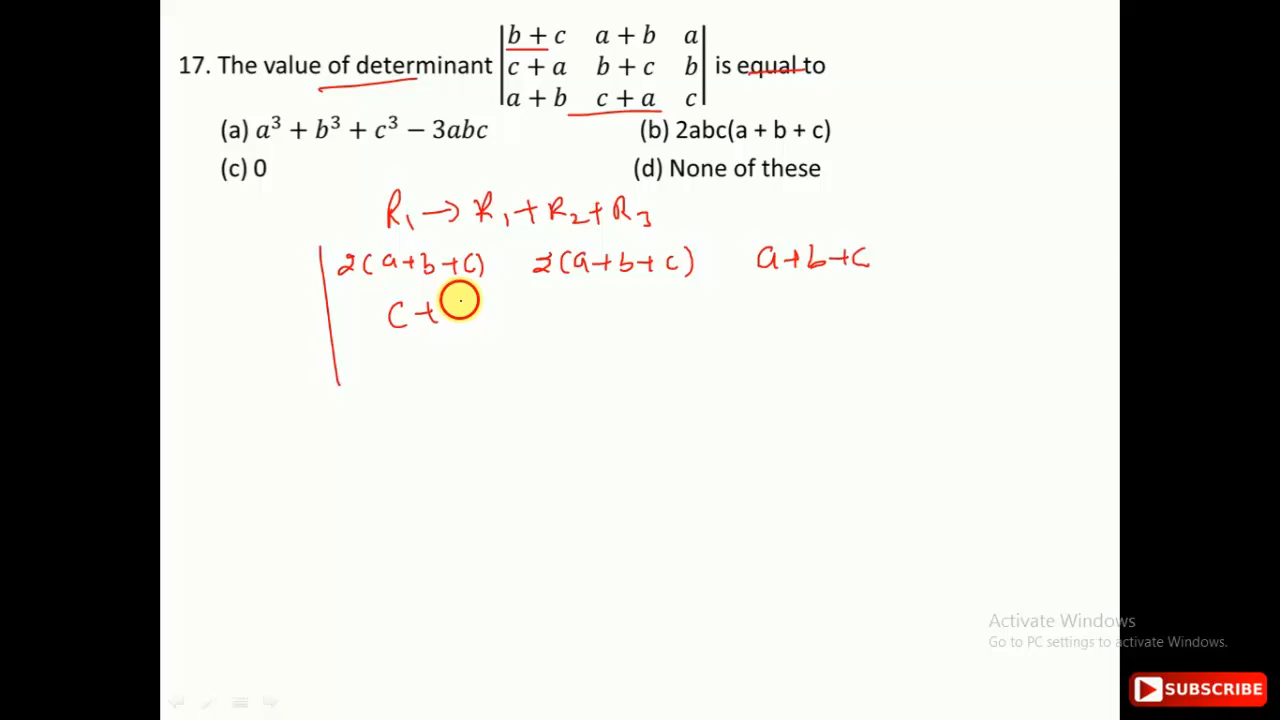 17. The value of determinant |b + c a + b a| is equal to
|c + a b + c b|
|a + b c + a c|
(a) a³ + b³ + c³ − 3abc (b) 2abc(a + b + c)
(c) 0 (d) None of these
R₁ → R₁ + R₂ + R₃
2(a+b+c) 2(a+b+c) a+b+c
c +
Activate Windows
Go to PC settings to activate Windows.
SUBSCRIBE